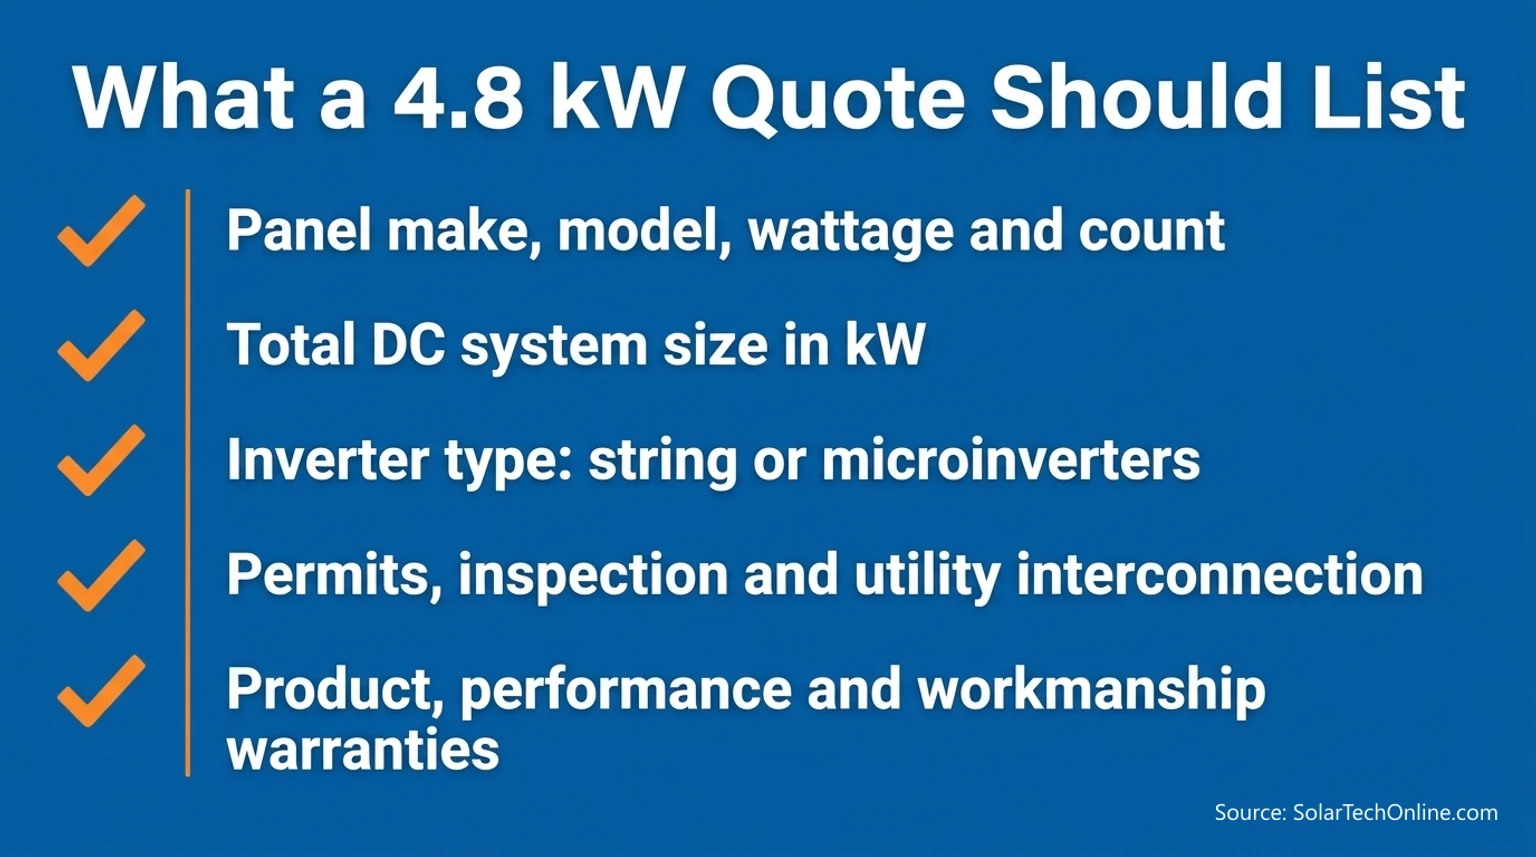 What a 4.8 kW Quote Should List
Panel make, model, wattage and count
Total DC system size in kW
Inverter type: string or microinverters
Permits, inspection and utility interconnection
Product, performance and workmanship
warranties
Source: SolarTechOnline.com